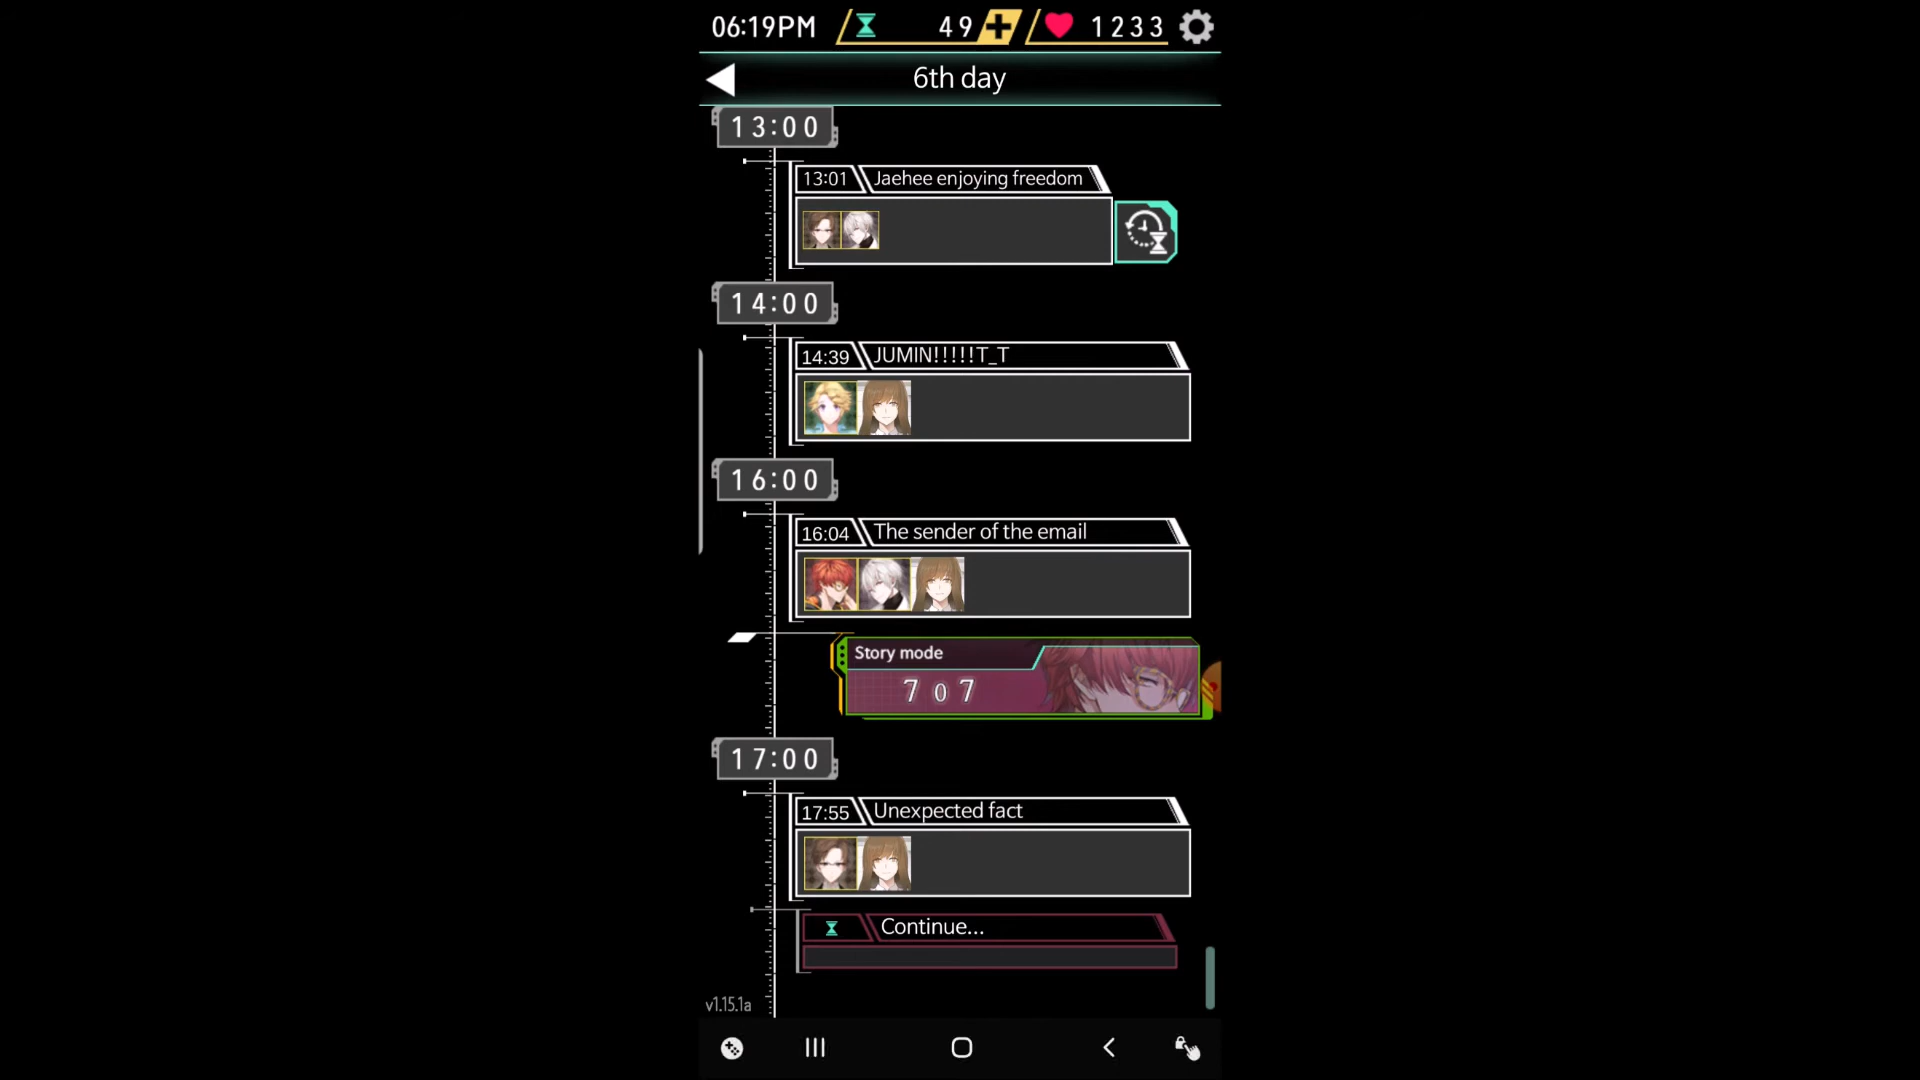 06:19PM 49 1233
6th day
13:00
13:01 Jaehee enjoying freedom
14:00
14:39 JUMIN!!!!!T_T
16:00
16:04 The sender of the email
Story mode
707
17:00
17:55 Unexpected fact
Continue...
v1.15.1a